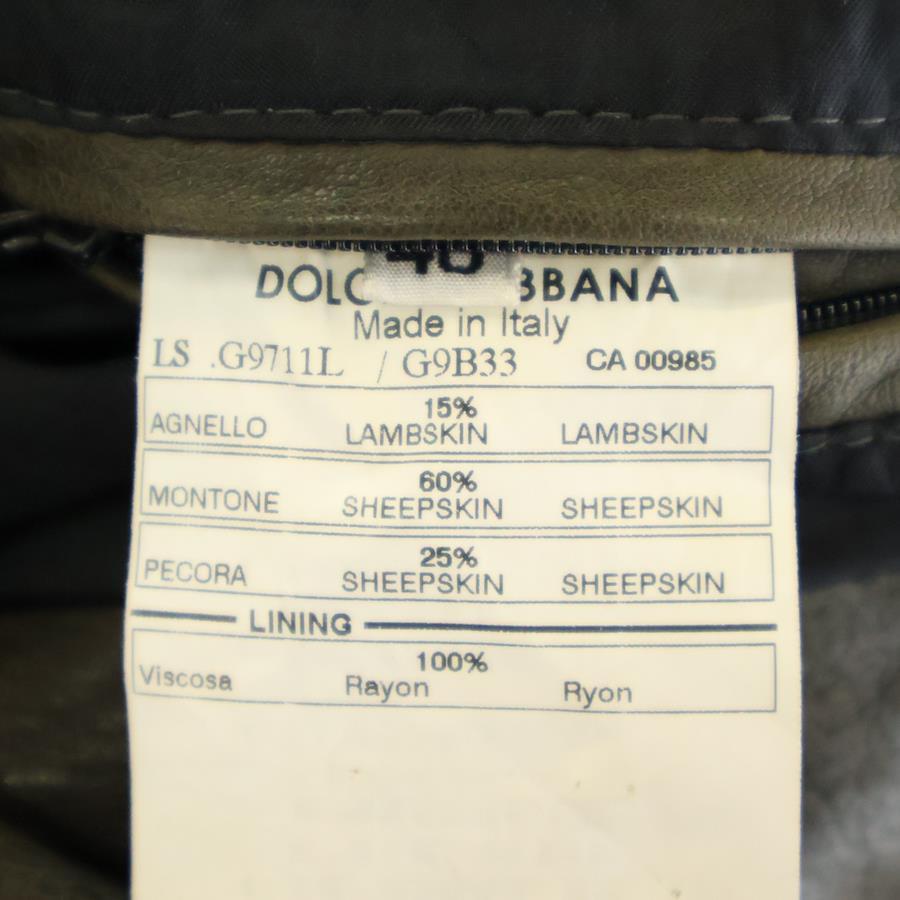 DOLC BBANA
Made in Italy
LS .G9711L / G9B33 CA 00985
15%
AGNELLO LAMBSKIN LAMBSKIN
60%
MONTONE SHEEPSKIN SHEEPSKIN
25%
PECORA SHEEPSKIN SHEEPSKIN
LINING
100%
Viscosa Rayon Ryon